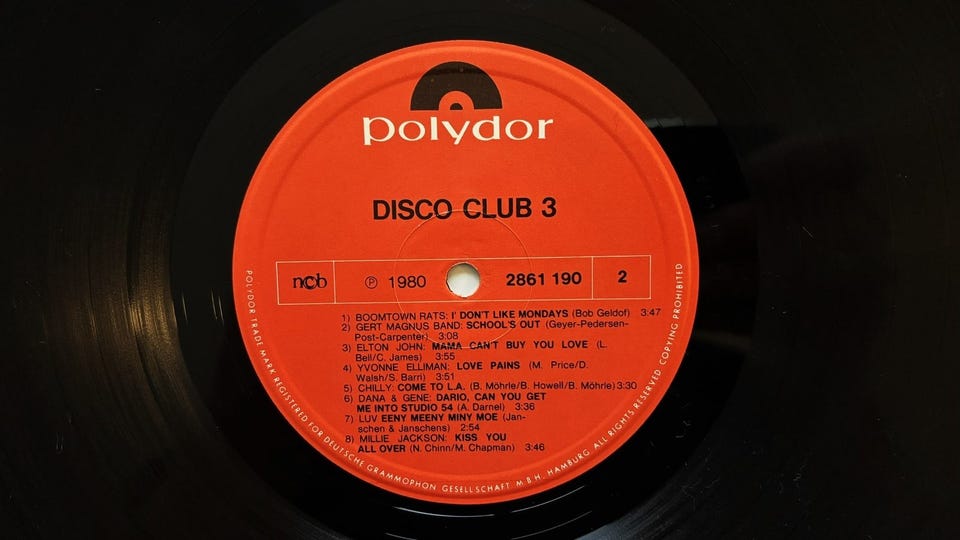 polydor
DISCO CLUB 3
ncb ℗ 1980 2861 190 2
1) BOOMTOWN RATS: I' DON'T LIKE MONDAYS (Bob Geldof) 3:47
2) GERT MAGNUS BAND: SCHOOL'S OUT (Geyer-Pedersen-
Post-Carpenter) 3:08
3) ELTON JOHN: MAMA CAN'T BUY YOU LOVE (L.
Bell/C. James) 3:55
4) YVONNE ELLIMAN: LOVE PAINS (M. Price/D.
Walsh/S. Barri) 3:51
5) CHILLY: COME TO L.A. (B. Möhrle/B. Howell/B. Möhrle) 3:30
6) DANA & GENE: DARIO, CAN YOU GET
ME INTO STUDIO 54 (A. Darnel) 3:36
7) LUV EENY MEENY MINY MOE (Jan-
schen & Janschens) 2:54
8) MILLIE JACKSON: KISS YOU
ALL OVER (N. Chinn/M. Chapman) 3:46
POLYDOR TRADE MARK REGISTERED FOR DEUTSCHE GRAMMOPHON GESELLSCHAFT M.B.H. HAMBURG ALL RIGHTS RESERVED COPYING PROHIBITED